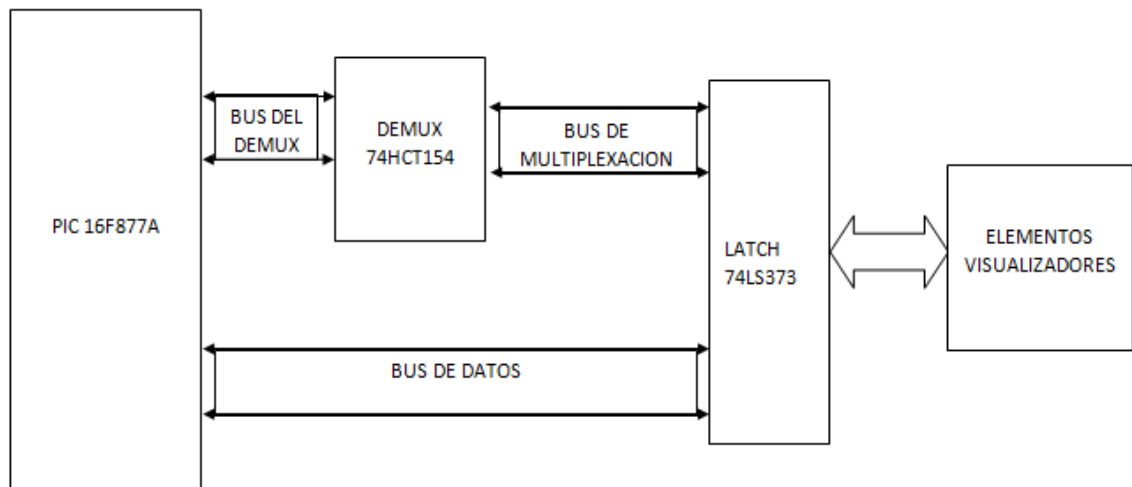 PIC 16F877A
BUS DEL
DEMUX
DEMUX
74HCT154
BUS DE
MULTIPLEXACION
LATCH
74LS373
ELEMENTOS
VISUALIZADORES
BUS DE DATOS